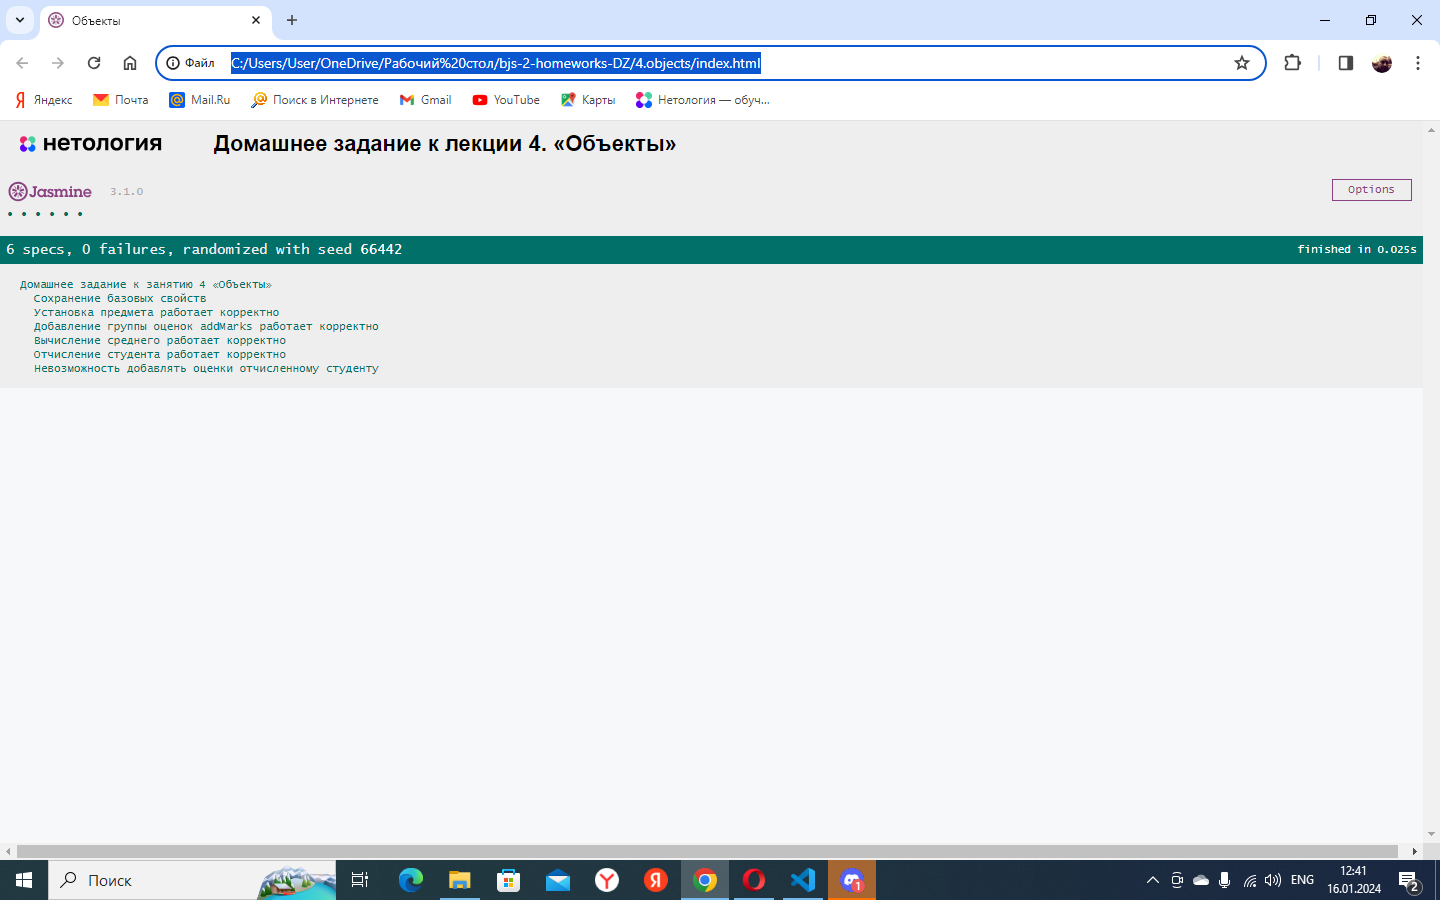 Объекты
Файл
C:/Users/User/OneDrive/Рабочий%20стол/bjs-2-homeworks-DZ/4.objects/index.html
Яндекс
Почта
Mail.Ru
Поиск в Интернете
Gmail
YouTube
Карты
Нетология — обуч...
нетология
Домашнее задание к лекции 4. «Объекты»
Jasmine
3.1.0
Options
6 specs, 0 failures, randomized with seed 66442
finished in 0.025s
Домашнее задание к занятию 4 «Объекты»
Сохранение базовых свойств
Установка предмета работает корректно
Добавление группы оценок addMarks работает корректно
Вычисление среднего работает корректно
Отчисление студента работает корректно
Невозможность добавлять оценки отчисленному студенту
Поиск
1
ENG
12:41
16.01.2024
2